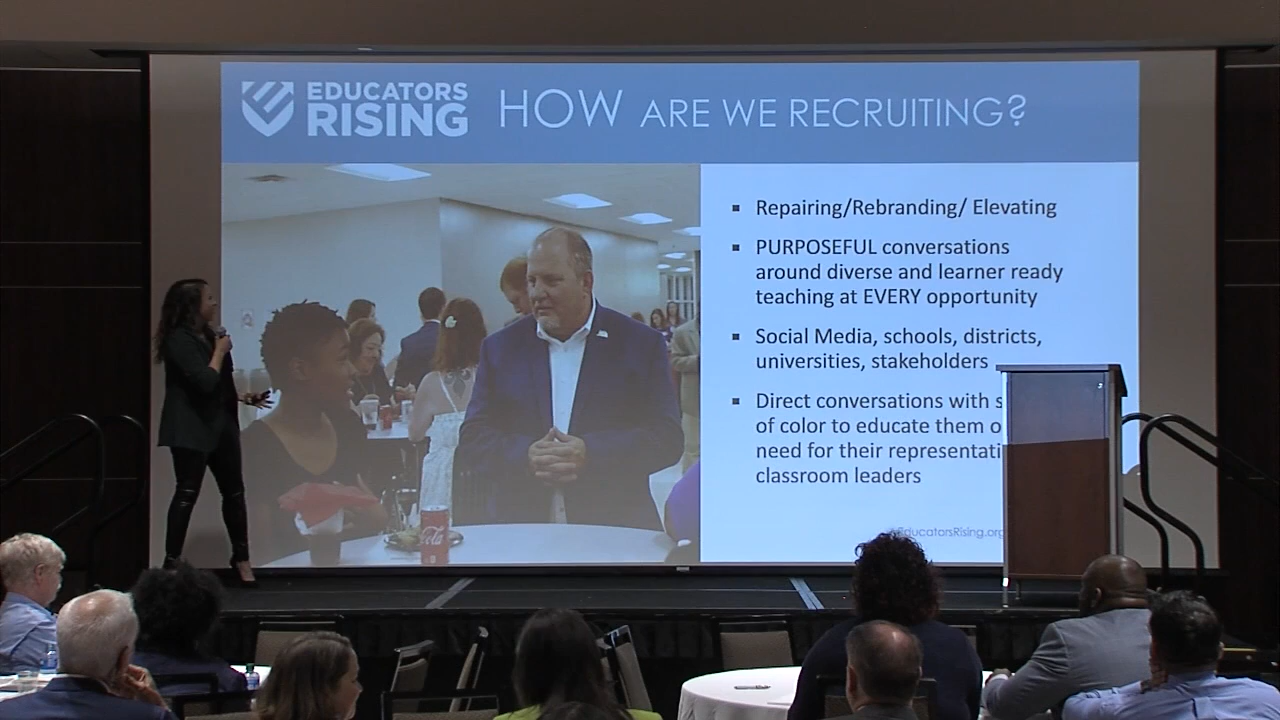 EDUCATORS
RISING
HOW ARE WE RECRUITING?
Repairing/Rebranding/ Elevating
PURPOSEFUL conversations
around diverse and learner ready
teaching at EVERY opportunity
Social Media, schools, districts,
universities, stakeholders
Direct conversations with
of color to educate them
need for their
classroom leaders
EducatorsRising.org
Coca-Cola